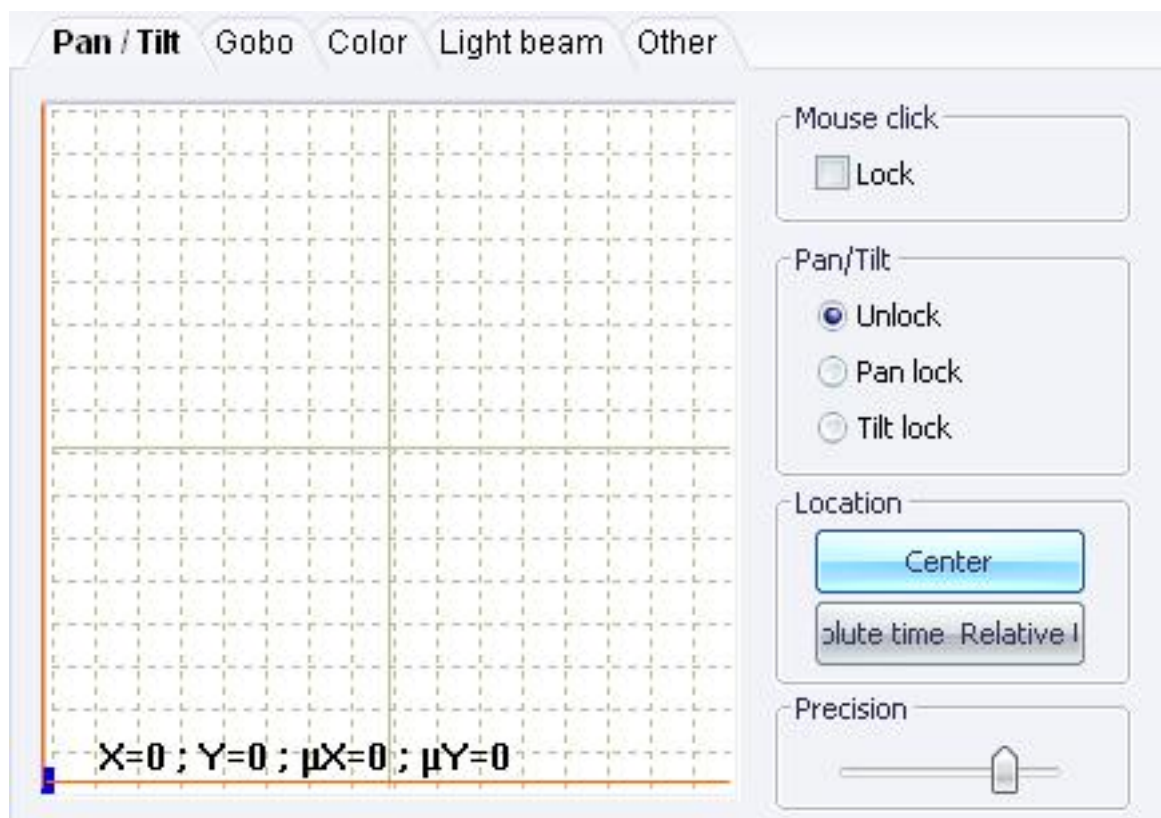 Pan / Tilt Gobo Color Light beam Other
Mouse click
Lock
Pan/Tilt
Unlock
Pan lock
Tilt lock
Location
Center
olute time Relative
Precision
X=0 ; Y=0 ; µX=0 ; µY=0